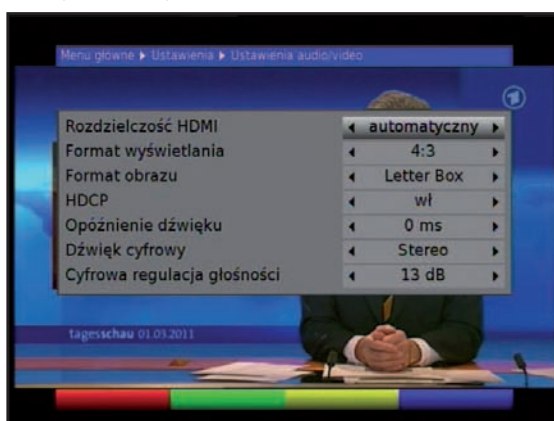 Menu główne ▶ Ustawienia ▶ Ustawienia audio/video
1
Rozdzielczość HDMI ◀ automatyczny ▶
Format wyświetlania ◀ 4:3 ▶
Format obrazu ◀ Letter Box ▶
HDCP ◀ wł ▶
Opóźnienie dźwięku ◀ 0 ms ▶
Dźwięk cyfrowy ◀ Stereo ▶
Cyfrowa regulacja głośności ◀ 13 dB ▶
tagesschau 01.03.2011